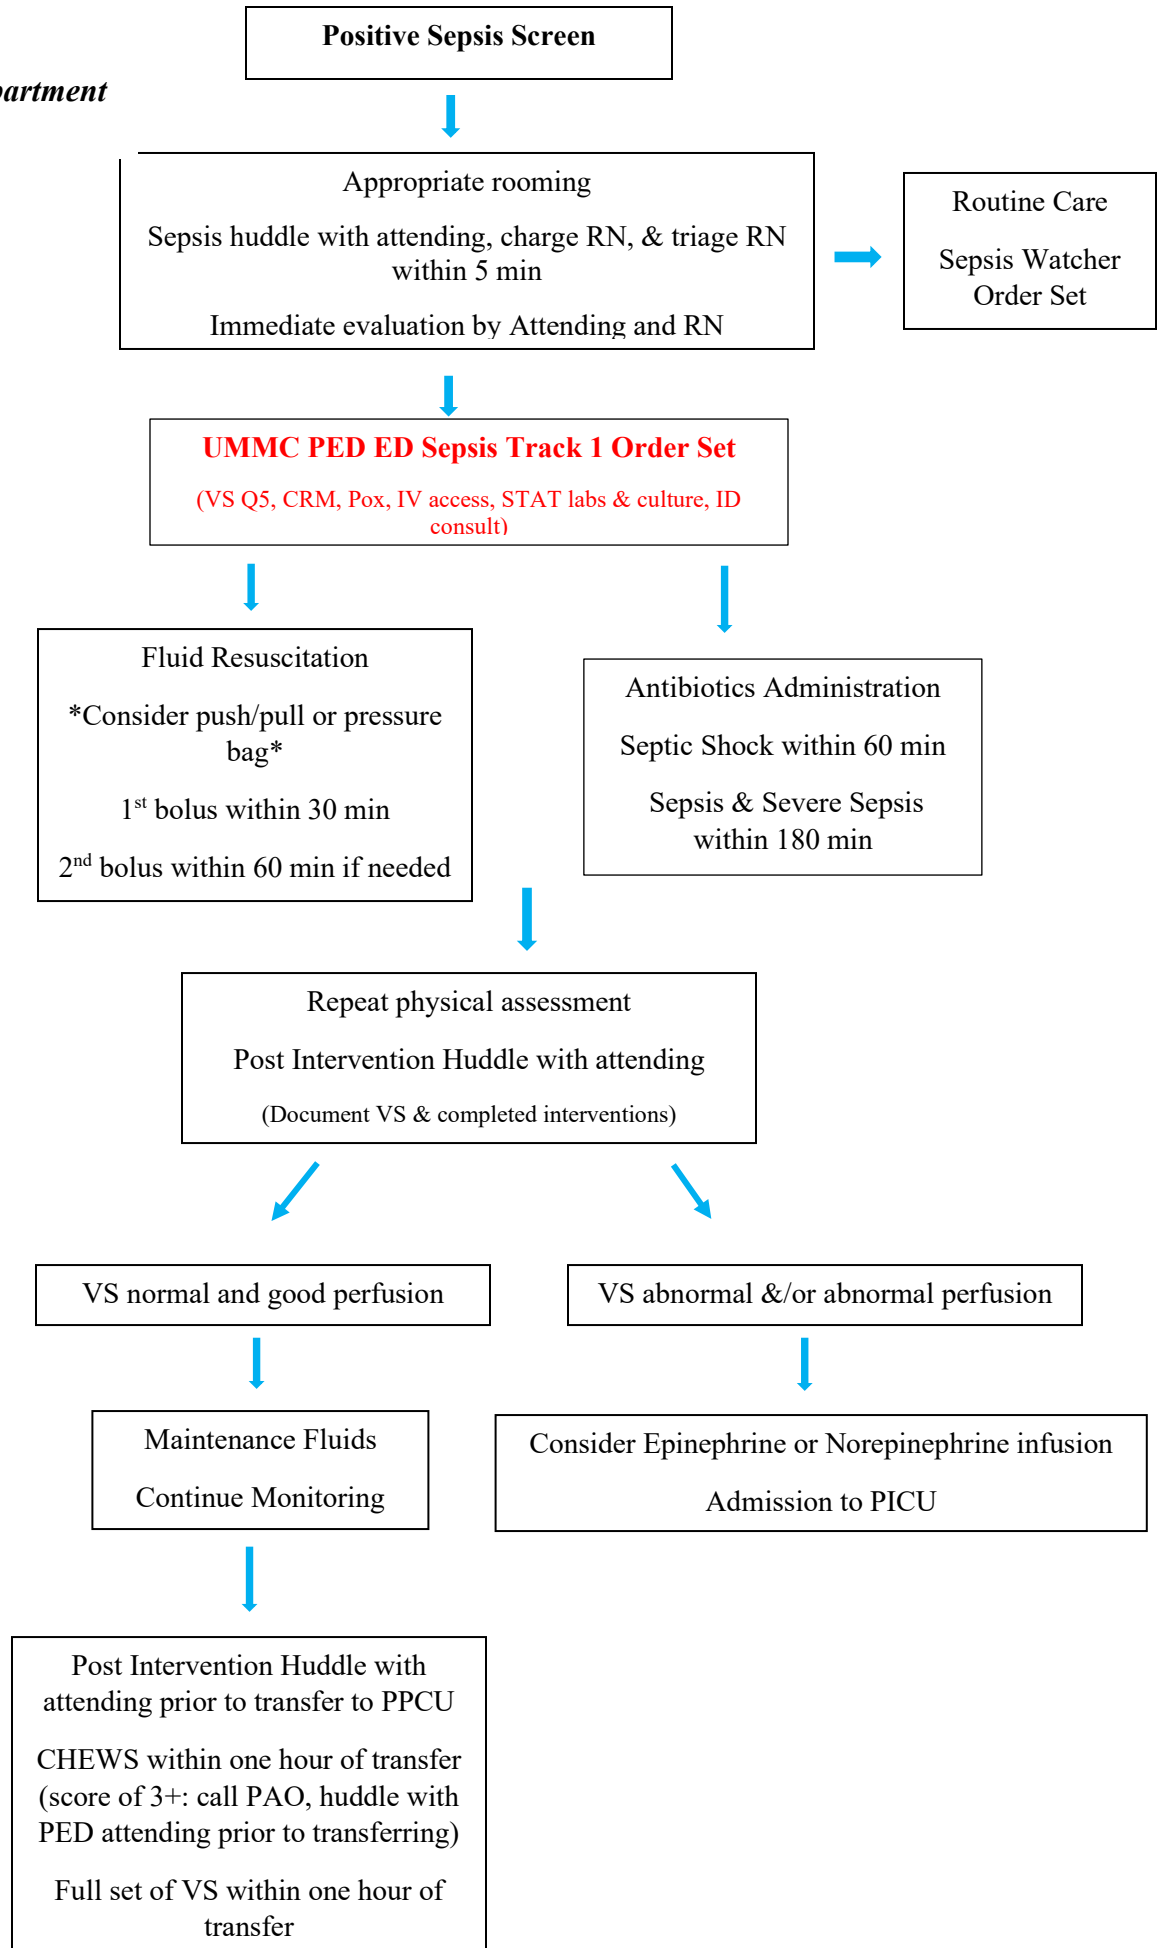 Positive Sepsis Screen
Appropriate rooming
Sepsis huddle with attending, charge RN, & triage RN
within 5 min
Immediate evaluation by Attending and RN
Routine Care
Sepsis Watcher
Order Set
UMMC PED ED Sepsis Track 1 Order Set
(VS Q5, CRM, Pox, IV access, STAT labs & culture, ID
consult)
Fluid Resuscitation
*Consider push/pull or pressure
bag*
1st bolus within 30 min
2nd bolus within 60 min if needed
Antibiotics Administration
Septic Shock within 60 min
Sepsis & Severe Sepsis
within 180 min
Repeat physical assessment
Post Intervention Huddle with attending
(Document VS & completed interventions)
VS normal and good perfusion
VS abnormal &/or abnormal perfusion
Maintenance Fluids
Continue Monitoring
Consider Epinephrine or Norepinephrine infusion
Admission to PICU
Post Intervention Huddle with
attending prior to transfer to PPCU
CHEWS within one hour of transfer
(score of 3+: call PAO, huddle with
PED attending prior to transferring)
Full set of VS within one hour of
transfer